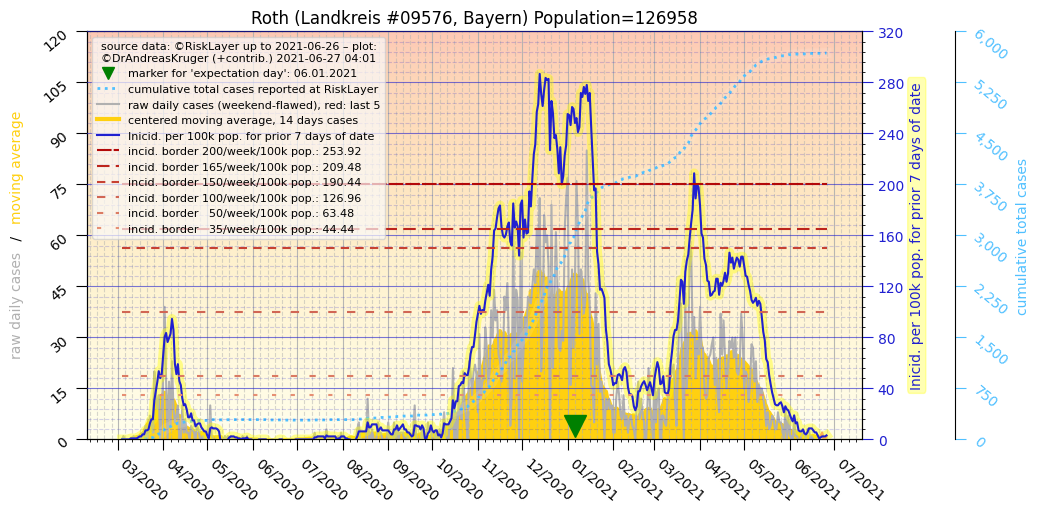 Roth (Landkreis #09576, Bayern) Population=126958
source data: ©RiskLayer up to 2021-06-26 – plot:
©DrAndreasKruger (+contrib.) 2021-06-27 04:01
marker for 'expectation day': 06.01.2021
cumulative total cases reported at RiskLayer
raw daily cases (weekend-flawed), red: last 5
centered moving average, 14 days cases
Inicid. per 100k pop. for prior 7 days of date
incid. border 200/week/100k pop.: 253.92
incid. border 165/week/100k pop.: 209.48
incid. border 150/week/100k pop.: 190.44
incid. border 100/week/100k pop.: 126.96
incid. border   50/week/100k pop.: 63.48
incid. border   35/week/100k pop.: 44.44
raw daily cases / moving average
120
105
90
75
60
45
30
15
0
03/2020
04/2020
05/2020
06/2020
07/2020
08/2020
09/2020
10/2020
11/2020
12/2020
01/2021
02/2021
03/2021
04/2021
05/2021
06/2021
07/2021
320
280
240
200
160
120
80
40
0
Inicid. per 100k pop. for prior 7 days of date
6,000
5,250
4,500
3,750
3,000
2,250
1,500
750
0
cumulative total cases